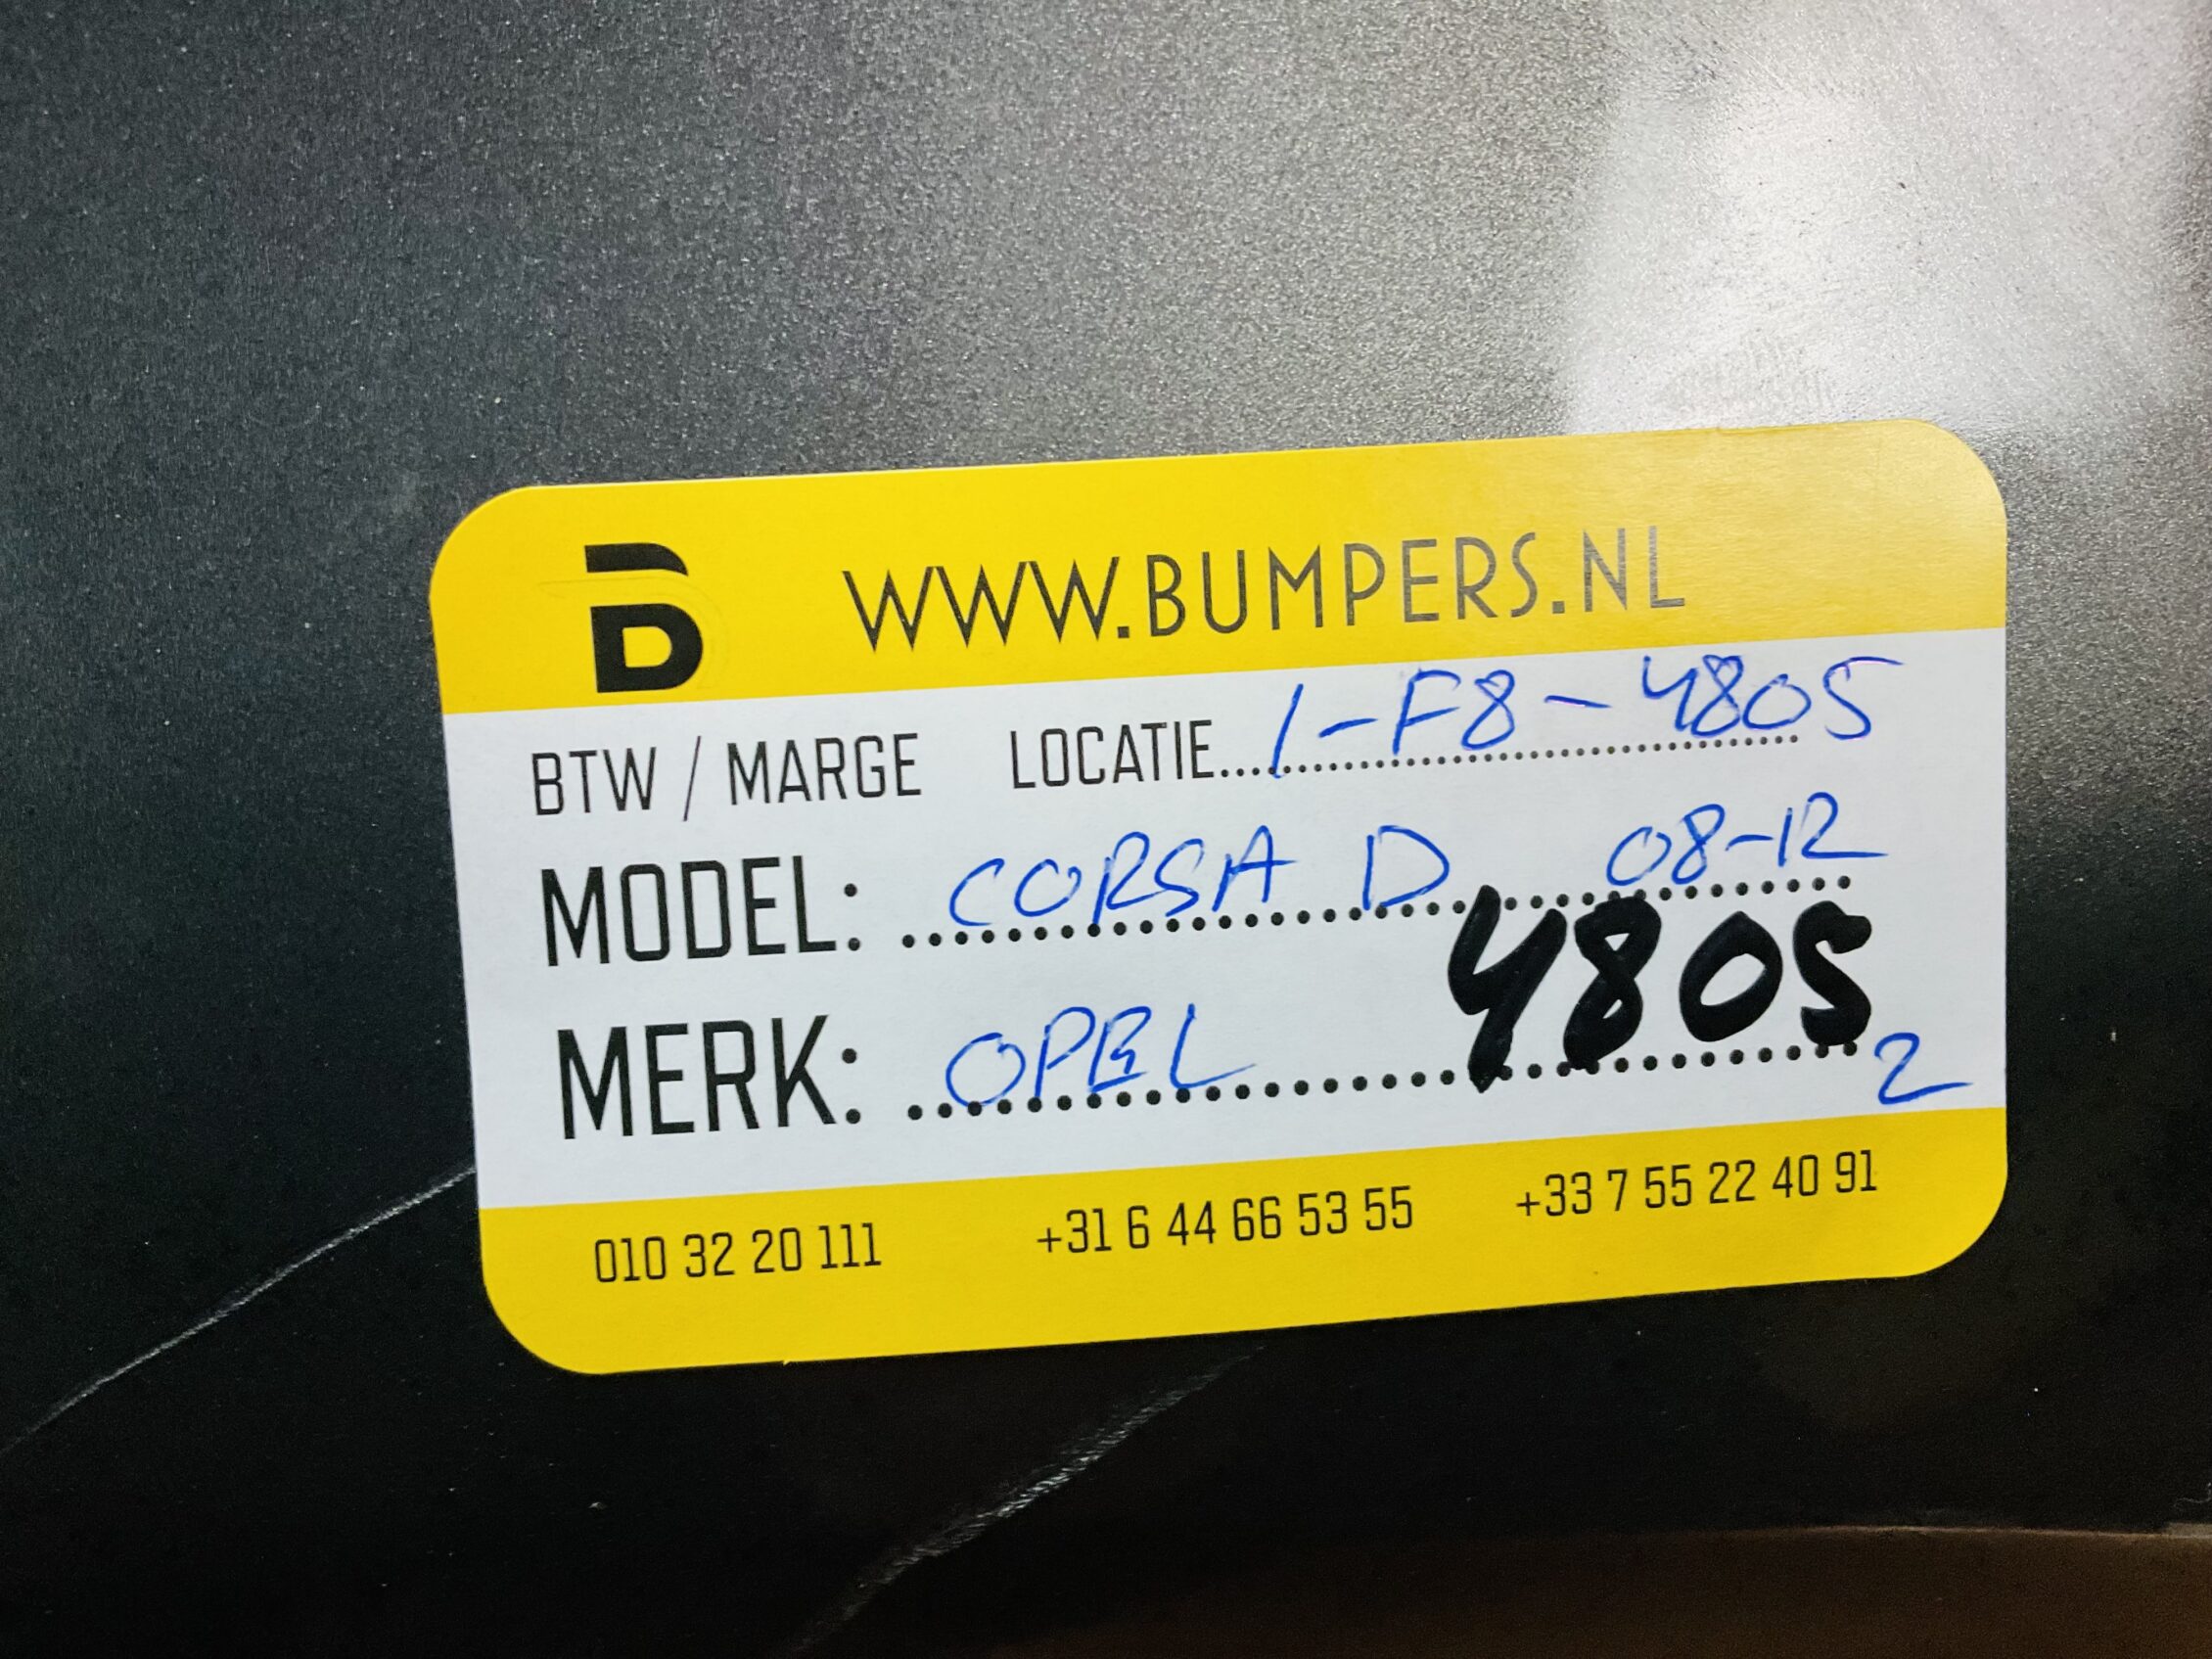 B WWW.BUMPERS.NL
BTW / MARGE LOCATIE 1-F8-4805
MODEL: CORSA D 08-12
4805
MERK: OPEL
2
010 32 20 111 +31 6 44 66 53 55 +33 7 55 22 40 91